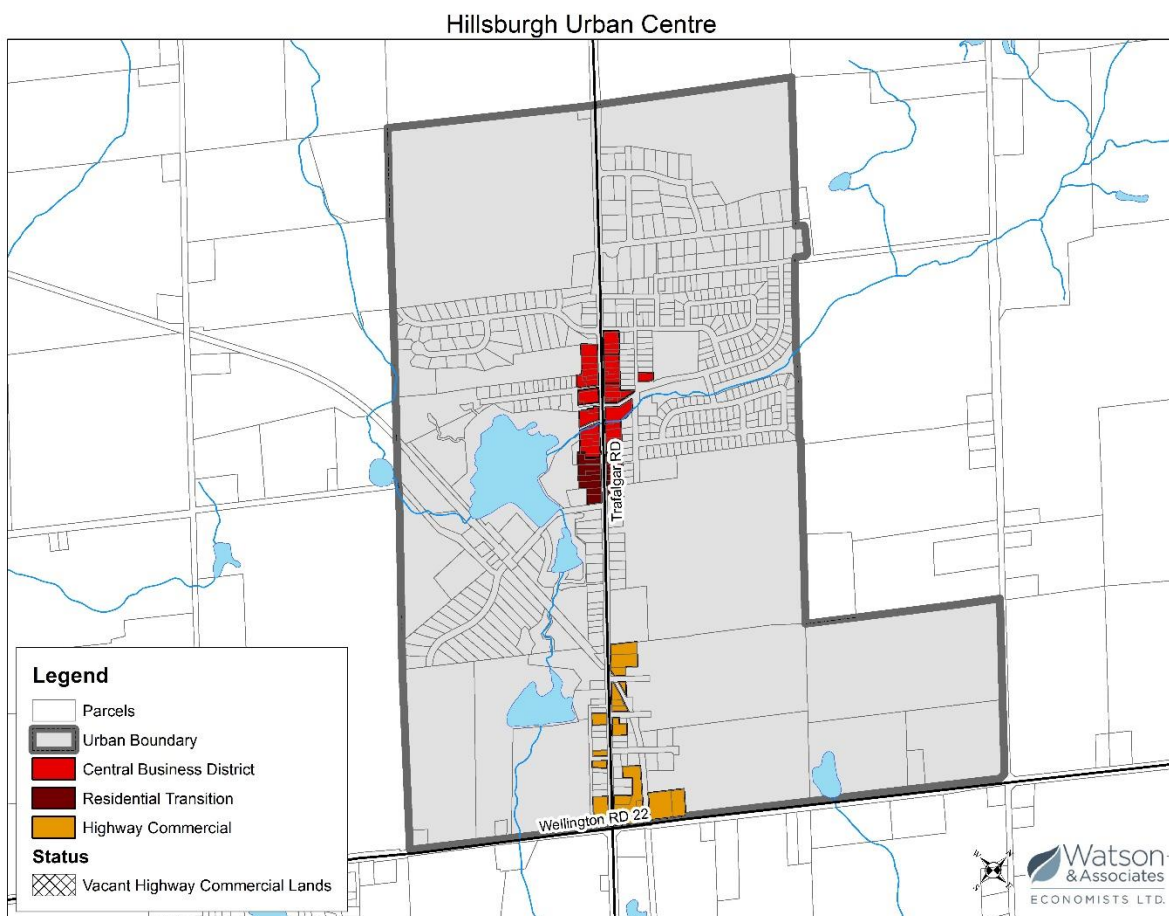 Hillsburgh Urban Centre
Trafalgar RD
Wellington RD 22
Legend
Parcels
Urban Boundary
Central Business District
Residential Transition
Highway Commercial
Status
Vacant Highway Commercial Lands
Watson
& Associates
ECONOMISTS LTD.